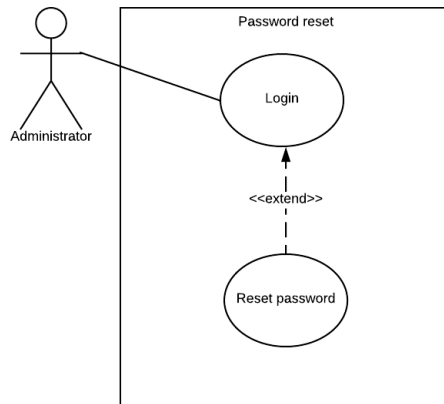 Password reset
Login
Administrator
<<extend>>
Reset password